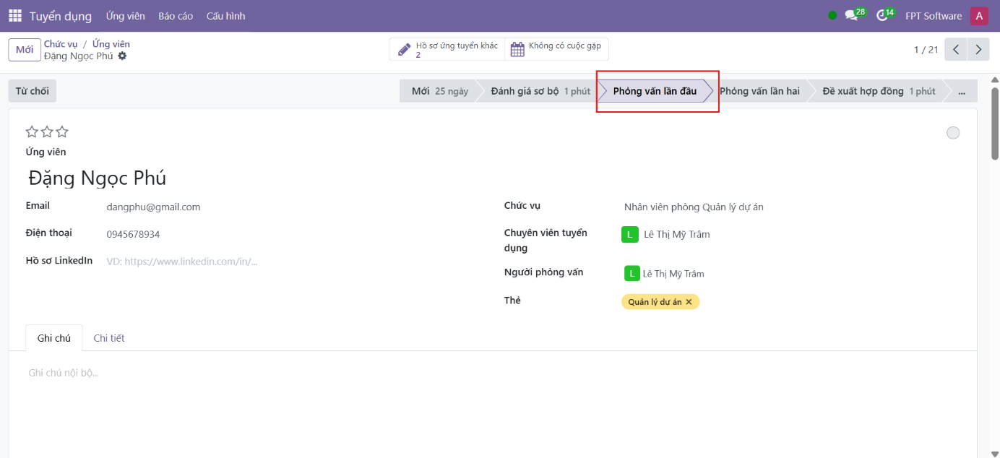 Tuyển dụng Ứng viên Báo cáo Cấu hình 28 14 FPT Software A
Mới Chức vụ / Ứng viên
Đặng Ngọc Phú
Hồ sơ ứng tuyển khác
2
Không có cuộc gặp
1 / 21
Từ chối
Mới 25 ngày Đánh giá sơ bộ 1 phút Phỏng vấn lần đầu Phỏng vấn lần hai Đề xuất hợp đồng 1 phút ...
Ứng viên
Đặng Ngọc Phú
Email dangphu@gmail.com
Điện thoại 0945678934
Hồ sơ LinkedIn VD: https://www.linkedin.com/in/...
Chức vụ Nhân viên phòng Quản lý dự án
Chuyên viên tuyển
dụng
L Lê Thị Mỹ Trâm
Người phỏng vấn L Lê Thị Mỹ Trâm
Thẻ Quản lý dự án ×
Ghi chú Chi tiết
Ghi chú nội bộ...